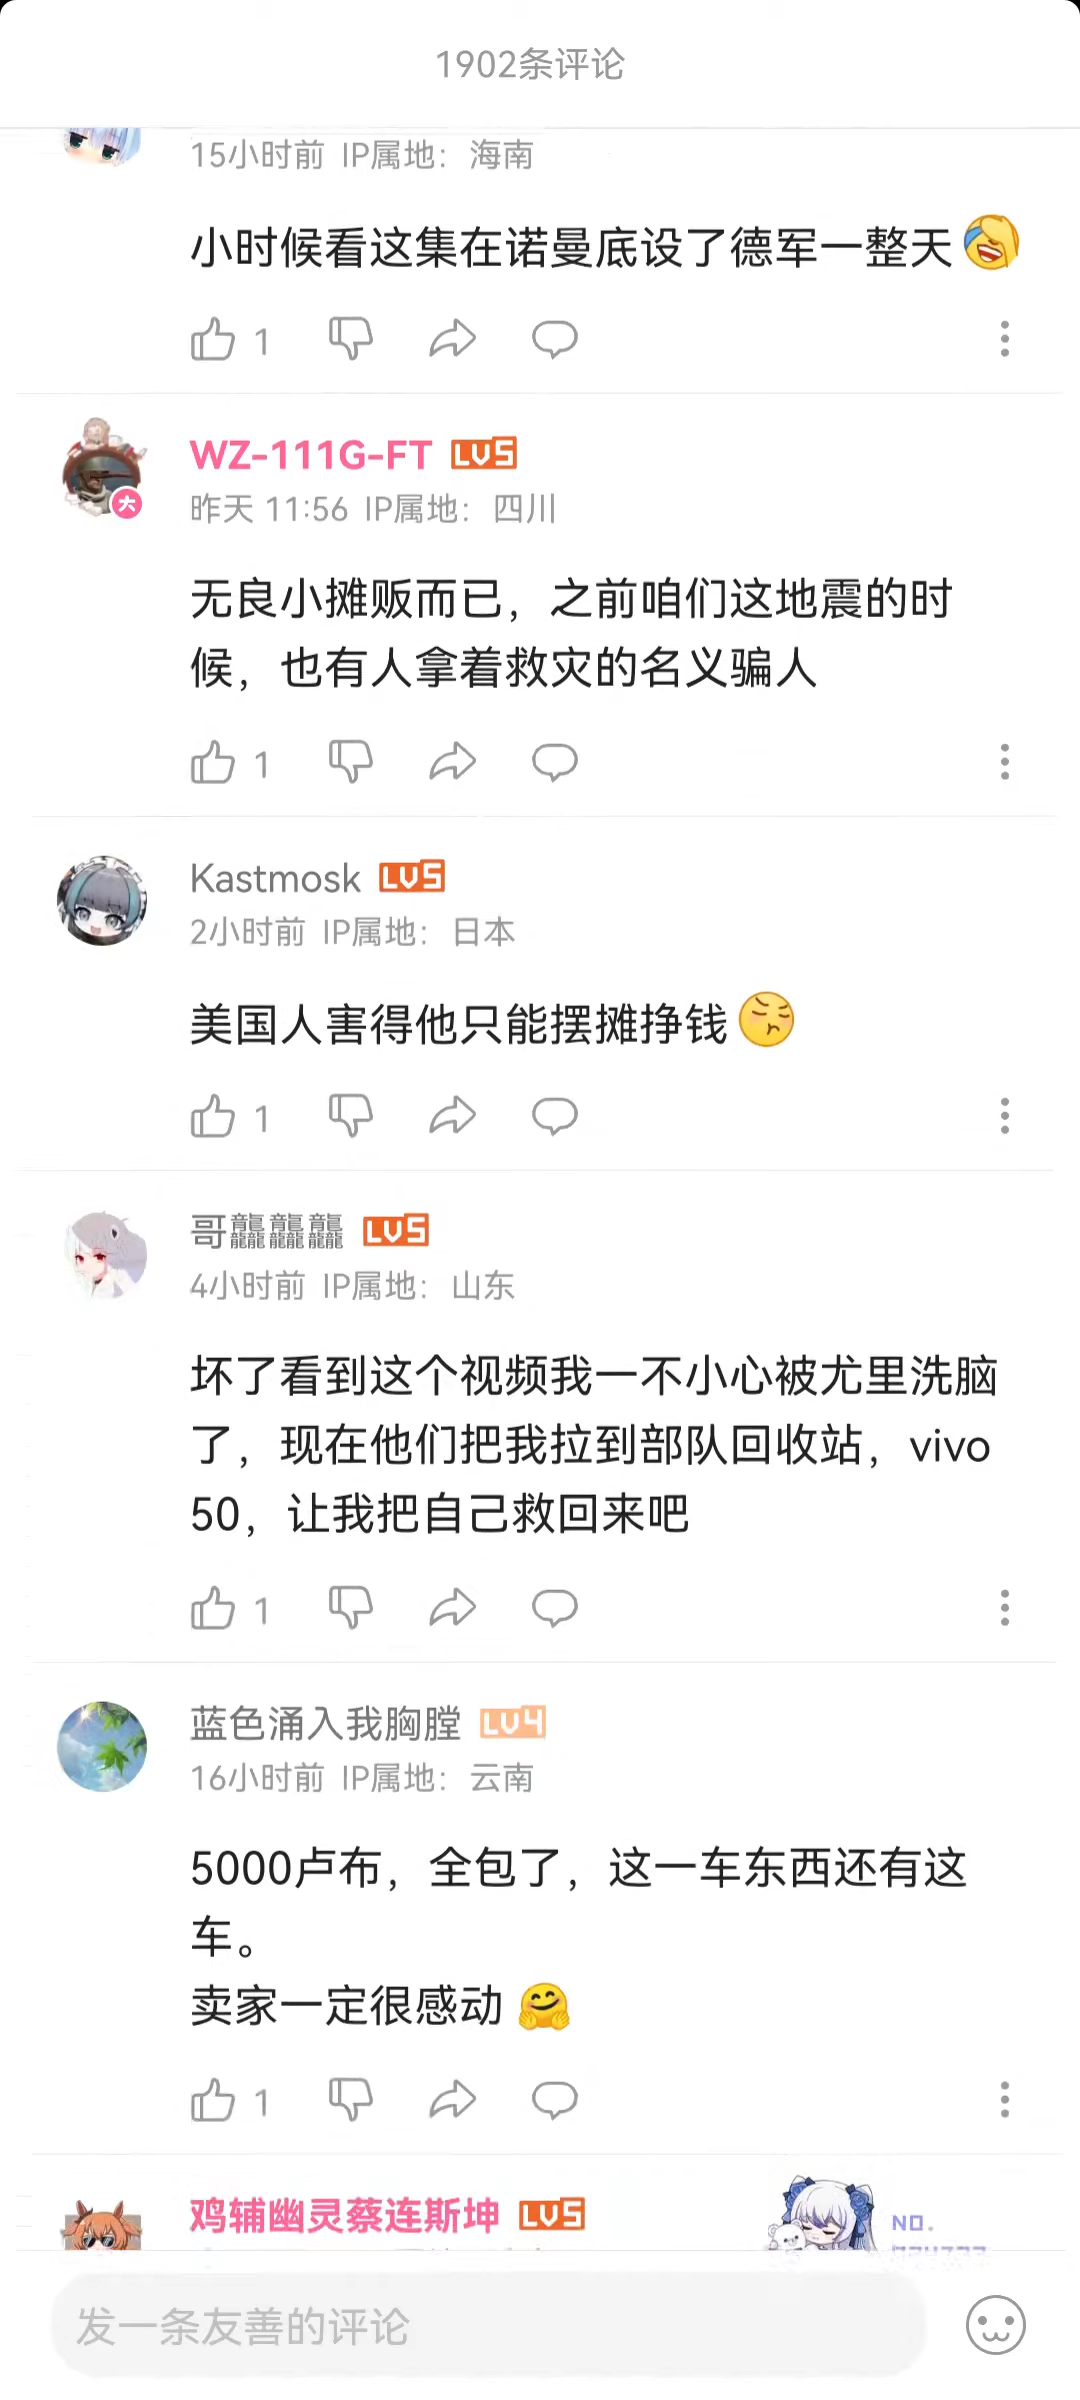 1902条评论
15小时前 IP属地：海南
小时候看这集在诺曼底设了德军一整天
1
WZ-111G-FT LV5
大
昨天 11:56 IP属地：四川
无良小摊贩而已，之前咱们这地震的时
候，也有人拿着救灾的名义骗人
1
Kastmosk LV5
2小时前 IP属地：日本
美国人害得他只能摆摊挣钱
1
哥龘龘龘 LV5
4小时前 IP属地：山东
坏了看到这个视频我一不小心被尤里洗脑
了，现在他们把我拉到部队回收站，vivo
50，让我把自己救回来吧
1
蓝色涌入我胸膛 LV4
16小时前 IP属地：云南
5000卢布，全包了，这一车东西还有这
车。
卖家一定很感动
1
鸡辅幽灵蔡连斯坤 LV5
NO.
发一条友善的评论